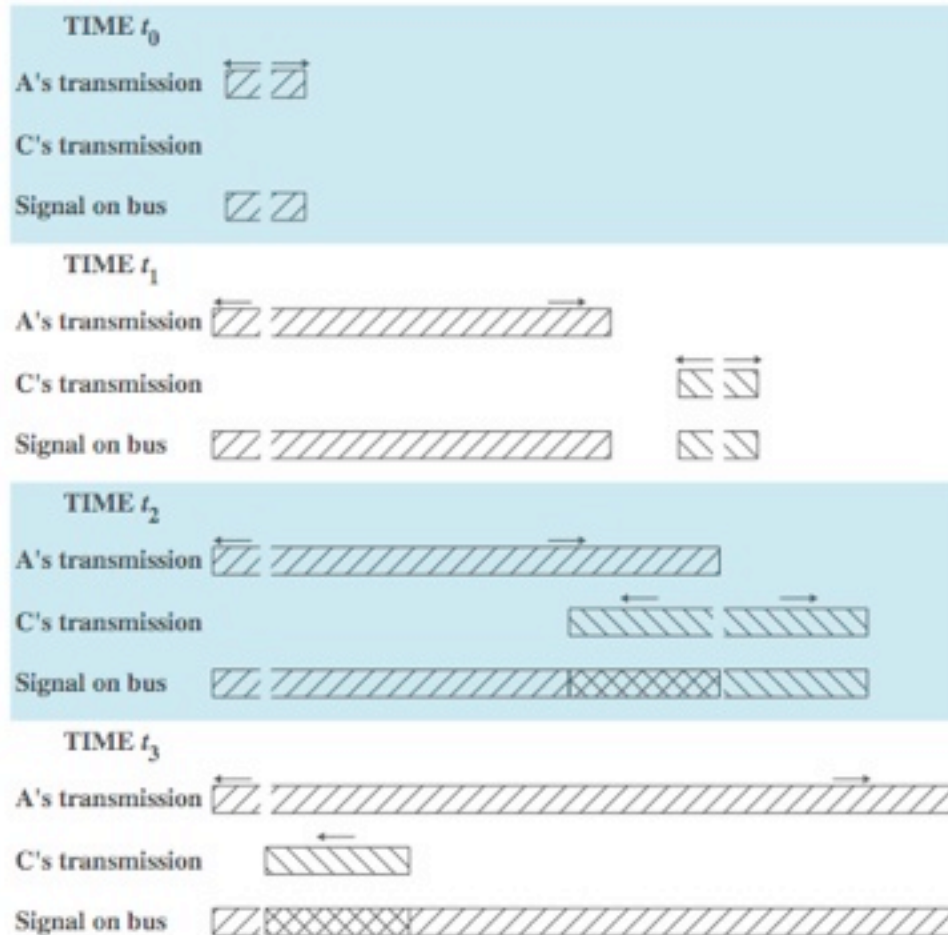 TIME t0
A's transmission
C's transmission
Signal on bus
TIME t1
A's transmission
C's transmission
Signal on bus
TIME t2
A's transmission
C's transmission
Signal on bus
TIME t3
A's transmission
C's transmission
Signal on bus